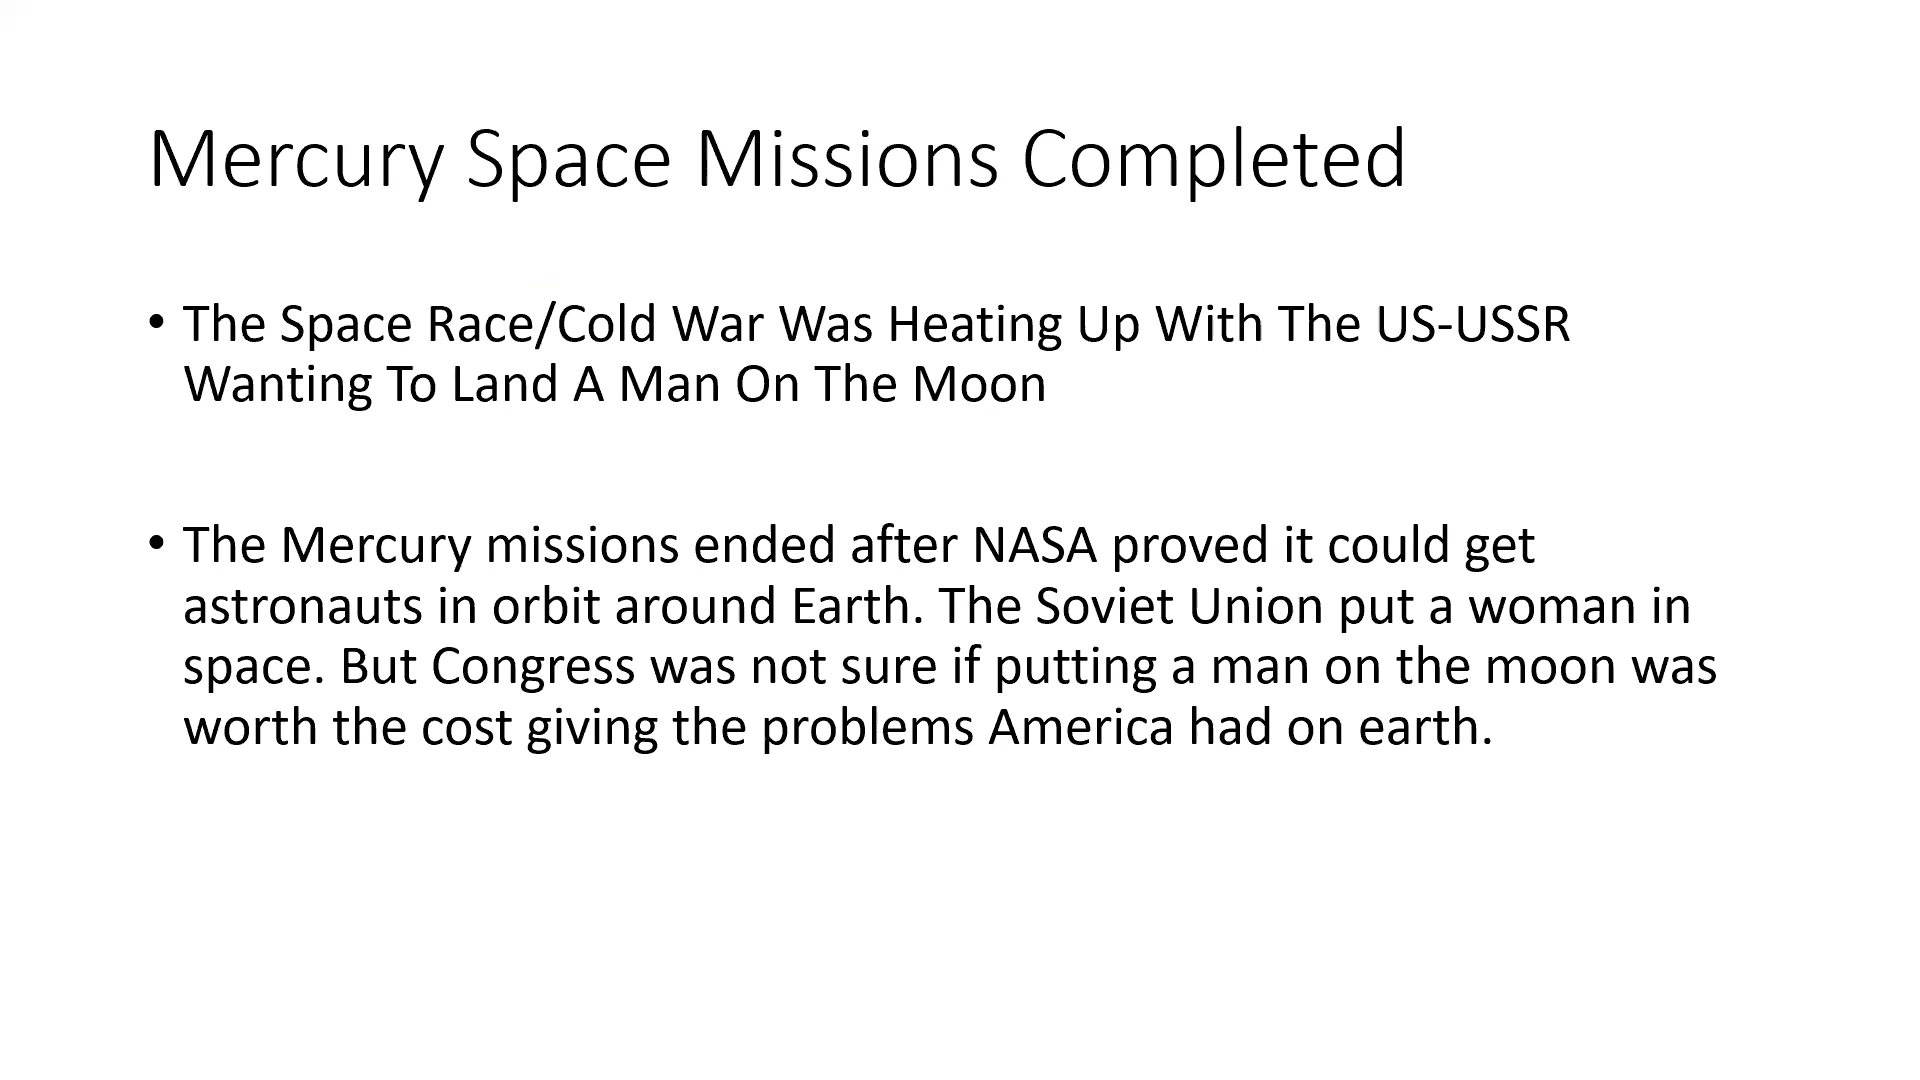 Mercury Space Missions Completed
• The Space Race/Cold War Was Heating Up With The US-USSR
Wanting To Land A Man On The Moon
• The Mercury missions ended after NASA proved it could get
astronauts in orbit around Earth. The Soviet Union put a woman in
space. But Congress was not sure if putting a man on the moon was
worth the cost giving the problems America had on earth.